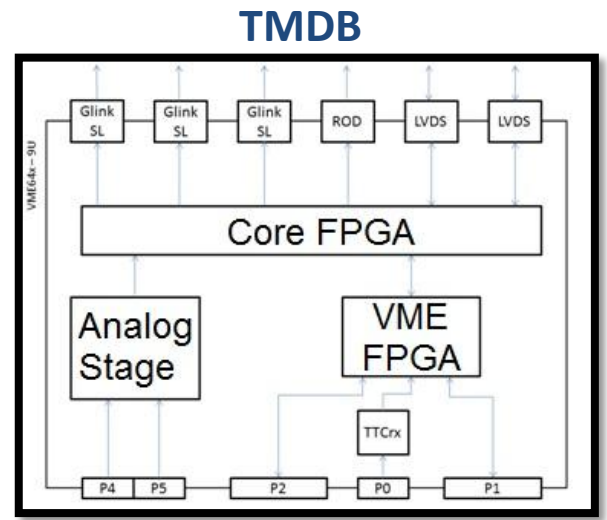 TMDB
VME64x – 9U
Glink
SL
Glink
SL
Glink
SL
ROD
LVDS
LVDS
Core FPGA
Analog
Stage
VME
FPGA
TTCrx
P4
P5
P2
P0
P1